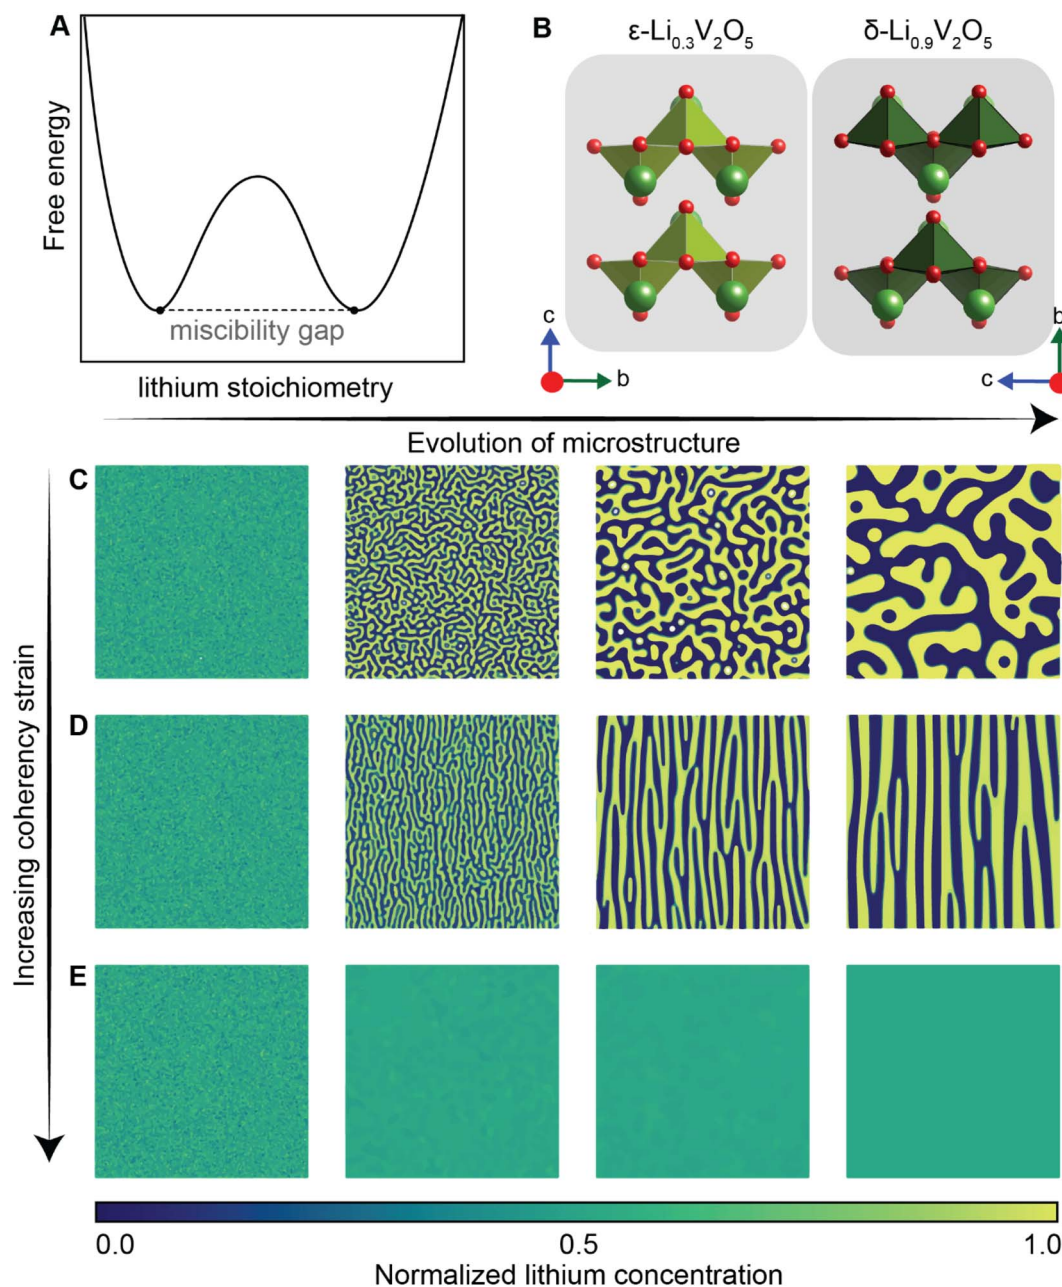 A
Free energy
miscibility gap
lithium stoichiometry
B
ε-Li₀.₃V₂O₅
δ-Li₀.₉V₂O₅
c
b
b
c
Evolution of microstructure
Increasing coherency strain
C
D
E
0.0
0.5
1.0
Normalized lithium concentration